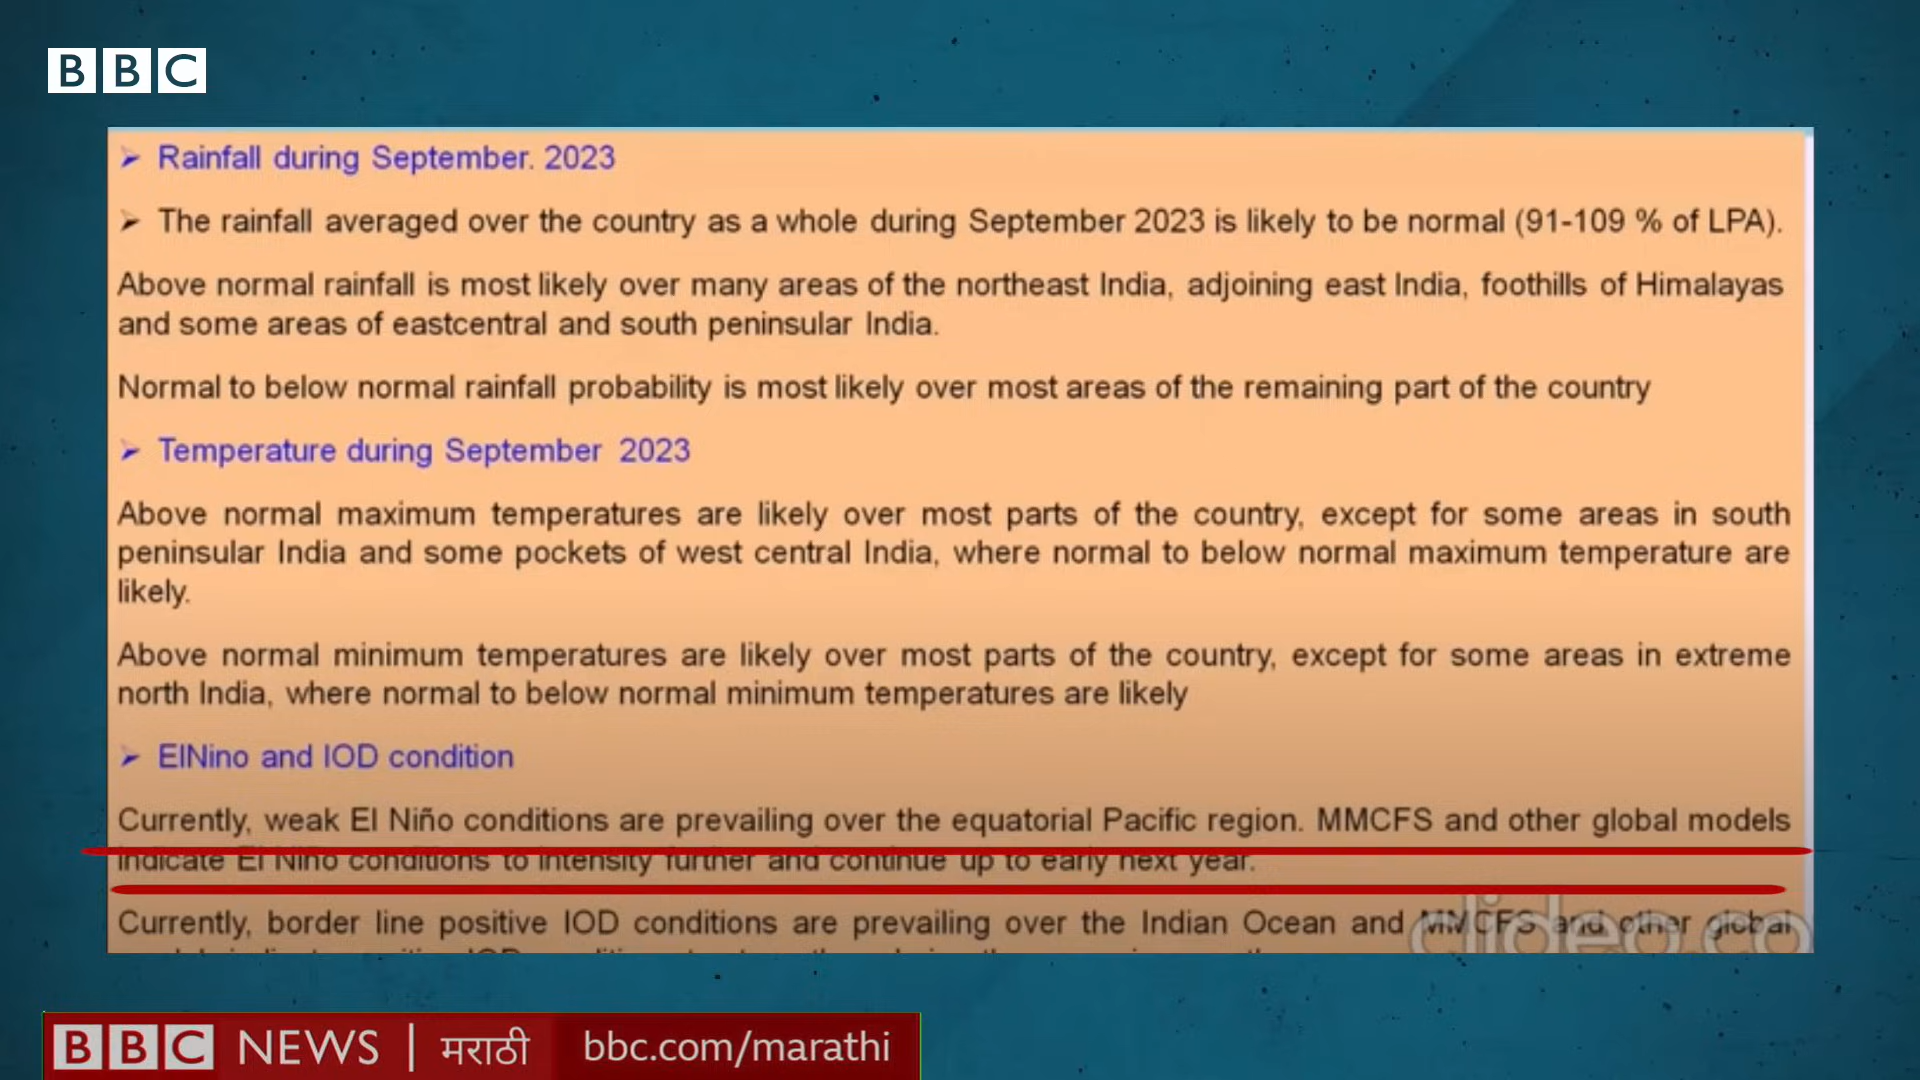 BBC
➢ Rainfall during September. 2023
➢ The rainfall averaged over the country as a whole during September 2023 is likely to be normal (91-109 % of LPA).
Above normal rainfall is most likely over many areas of the northeast India, adjoining east India, foothills of Himalayas
and some areas of eastcentral and south peninsular India.
Normal to below normal rainfall probability is most likely over most areas of the remaining part of the country
➢ Temperature during September 2023
Above normal maximum temperatures are likely over most parts of the country, except for some areas in south
peninsular India and some pockets of west central India, where normal to below normal maximum temperature are
likely.
Above normal minimum temperatures are likely over most parts of the country, except for some areas in extreme
north India, where normal to below normal minimum temperatures are likely
➢ ElNino and IOD condition
Currently, weak El Niño conditions are prevailing over the equatorial Pacific region. MMCFS and other global models
indicate El Niño conditions to intensity further and continue up to early next year.
Currently, border line positive IOD conditions are prevailing over the Indian Ocean and MMCFS and other global
clideo.co
BBC NEWS | मराठी bbc.com/marathi